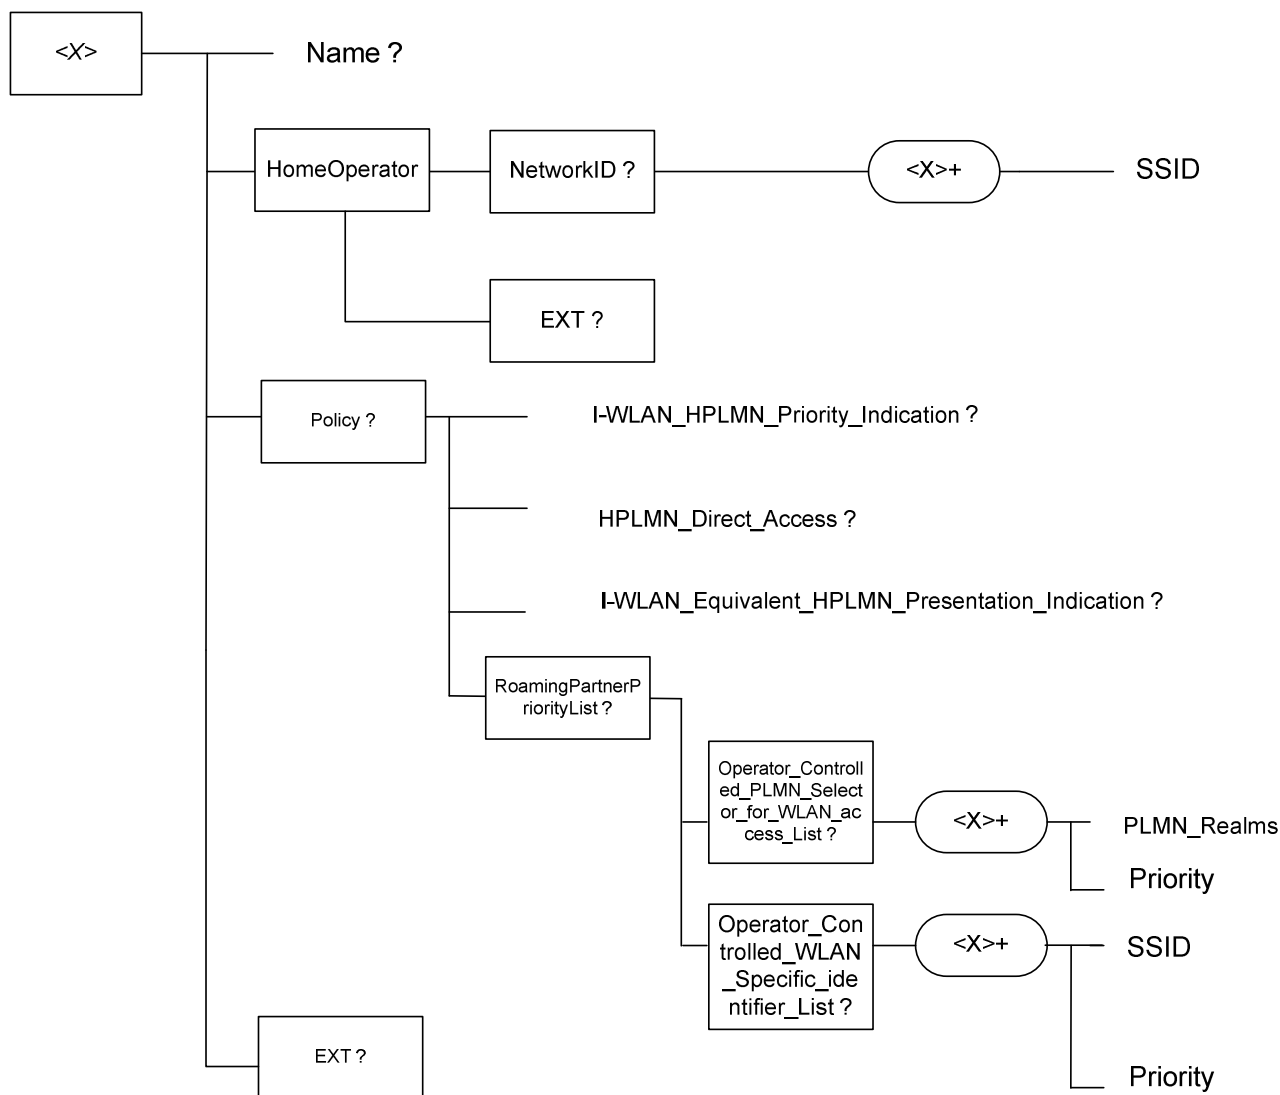 <X>
Name ?
HomeOperator
NetworkID ?
<X>+
SSID
EXT ?
Policy ?
I-WLAN_HPLMN_Priority_Indication ?
HPLMN_Direct_Access ?
I-WLAN_Equivalent_HPLMN_Presentation_Indication ?
RoamingPartnerP
riorityList ?
Operator_Controll
ed_PLMN_Select
or_for_WLAN_ac
cess_List ?
<X>+
PLMN_Realms
Priority
Operator_Con
trolled_WLAN
_Specific_ide
ntifier_List ?
<X>+
SSID
Priority
EXT ?